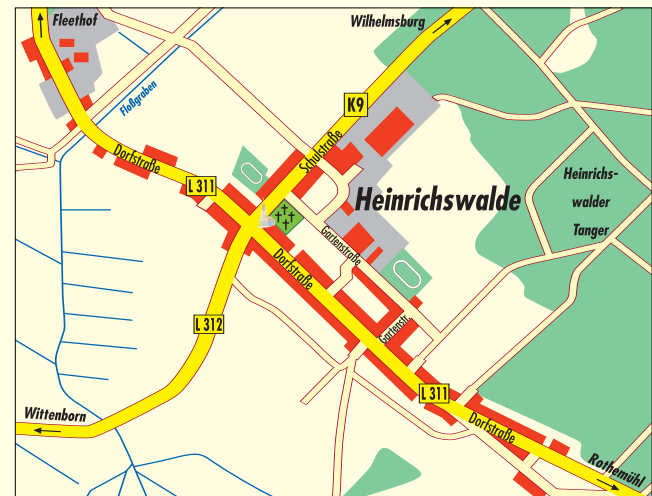 Fleethof
Wilhelmsburg
Floßgraben
K9
Schulstraße
Dorfstraße
L 311
Heinrichs-
walder
Tanger
Heinrichswalde
Gartenstraße
Dorfstraße
L 312
Gartenstr.
L 311
Wittenborn
Dorfstraße
Rothemühl